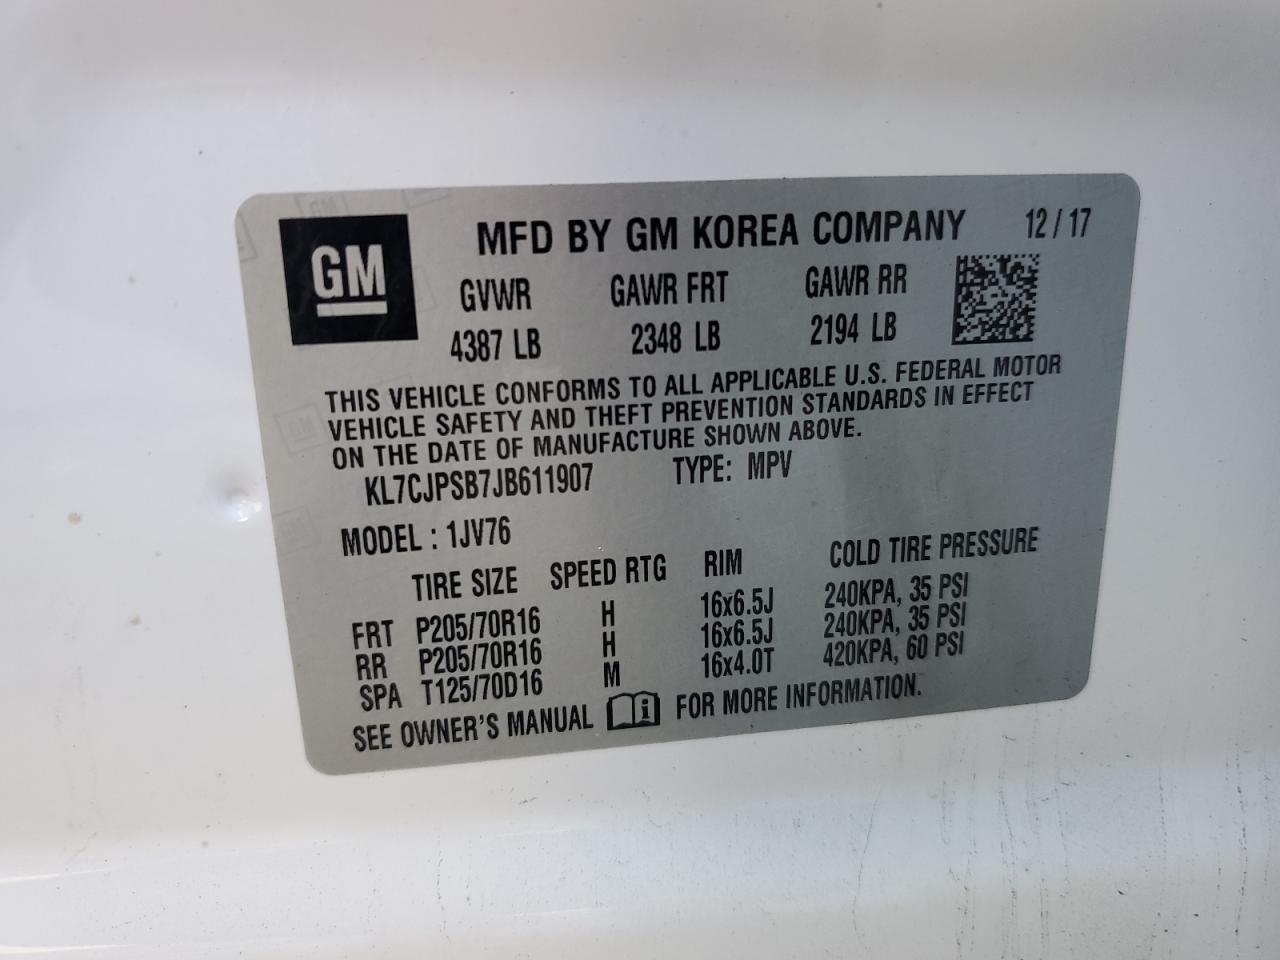 GM
MFD BY GM KOREA COMPANY 12 / 17
GVWR GAWR FRT GAWR RR
4387 LB 2348 LB 2194 LB
THIS VEHICLE CONFORMS TO ALL APPLICABLE U.S. FEDERAL MOTOR
VEHICLE SAFETY AND THEFT PREVENTION STANDARDS IN EFFECT
ON THE DATE OF MANUFACTURE SHOWN ABOVE.
KL7CJPSB7JB611907 TYPE: MPV
MODEL : 1JV76
TIRE SIZE SPEED RTG RIM COLD TIRE PRESSURE
FRT P205/70R16 H 16x6.5J 240KPA, 35 PSI
RR P205/70R16 H 16x6.5J 240KPA, 35 PSI
SPA T125/70D16 M 16x4.0T 420KPA, 60 PSI
SEE OWNER'S MANUAL i FOR MORE INFORMATION.